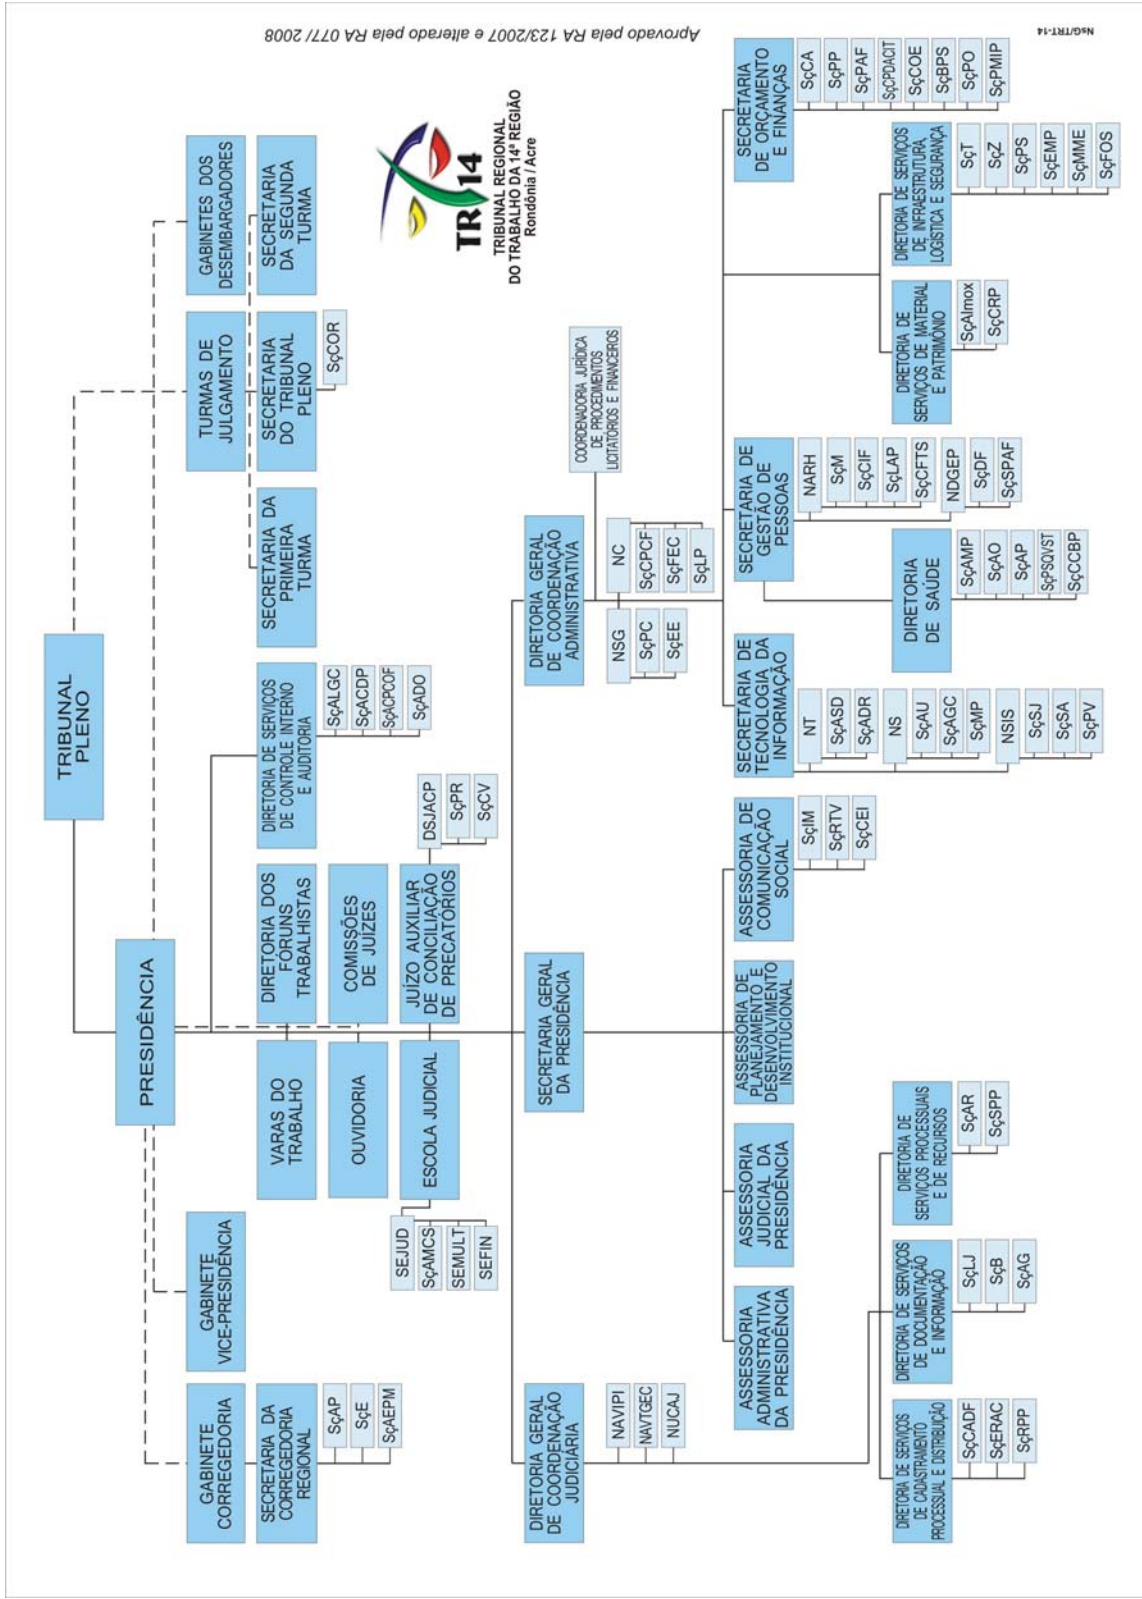 TRIBUNAL
PLENO
PRESIDÊNCIA
GABINETE
CORREGEDORIA
GABINETE
VICE-PRESIDÊNCIA
TURMAS DE
JULGAMENTO
GABINETES DOS
DESEMBARGADORES
SECRETARIA DA
CORREGEDORIA
REGIONAL
SçAP
SçE
SçAEPM
VARAS DO
TRABALHO
DIRETORIA DOS
FÓRUNS
TRABALHISTAS
DIRETORIA DE SERVIÇOS
DE CONTROLE INTERNO
E AUDITORIA
SçALGC
SçACDP
SçACPCOF
SçADO
SECRETARIA DA
PRIMEIRA
TURMA
SECRETARIA
DO TRIBUNAL
PLENO
SçCOR
SECRETARIA
DA SEGUNDA
TURMA
OUVIDORIA
COMISSÕES
DE JUÍZES
ESCOLA JUDICIAL
SEJUD
SçAMCS
SEMULT
SEFIN
JUÍZO AUXILIAR
DE CONCILIAÇÃO
DE PRECATÓRIOS
DSJACP
SçPR
SçCV
TR 14
TRIBUNAL REGIONAL
DO TRABALHO DA 14ª REGIÃO
Rondônia / Acre
DIRETORIA GERAL
DE COORDENAÇÃO
JUDICIÁRIA
NAVIPI
NAVTGEC
NUCAJ
SECRETARIA GERAL
DA PRESIDÊNCIA
DIRETORIA GERAL
DE COORDENAÇÃO
ADMINISTRATIVA
COORDENADORIA JURÍDICA
DE PROCEDIMENTOS
LICITATÓRIOS E FINANCEIROS
NSG
SçPC
SçEE
NC
SçCPCF
SçFEC
SçLP
ASSESSORIA
ADMINISTRATIVA
DA PRESIDÊNCIA
ASSESSORIA
JUDICIAL DA
PRESIDÊNCIA
ASSESSORIA DE
PLANEJAMENTO E
DESENVOLVIMENTO
INSTITUCIONAL
ASSESSORIA DE
COMUNICAÇÃO
SOCIAL
SçIM
SçRTV
SçCEI
SECRETARIA DE
TECNOLOGIA DA
INFORMAÇÃO
NT
SçASD
SçADR
NS
SçAU
SçAGC
SçMP
NSIS
SçSJ
SçSA
SçPV
SECRETARIA DE
GESTÃO DE
PESSOAS
NARH
SçM
SçCIF
SçLAP
SçCFTS
NDGEP
SçDF
SçSPAF
SECRETARIA
DE ORÇAMENTO
E FINANÇAS
SçCA
SçPP
SçPAF
SçCPDACIT
SçCOE
SçBPS
SçPO
SçPMIP
DIRETORIA DE SERVIÇOS
DE CADASTRAMENTO
PROCESSUAL E DISTRIBUIÇÃO
SçCADF
SçERAC
SçRPP
DIRETORIA DE SERVIÇOS
DE DOCUMENTAÇÃO
E INFORMAÇÃO
SçLJ
SçB
SçAG
DIRETORIA DE
SERVIÇOS PROCESSUAIS
E DE RECURSOS
SçAR
SçSPP
DIRETORIA
DE SAÚDE
SçAMP
SçAO
SçAP
SçPSQVST
SçCCBP
DIRETORIA DE
SERVIÇOS DE MATERIAL
E PATRIMÔNIO
SçAlmox
SçCRP
DIRETORIA DE SERVIÇOS
DE INFRAESTRUTURA
LOGÍSTICA E SEGURANÇA
SçT
SçZ
SçPS
SçEMP
SçMME
SçFOS
Aprovado pela RA 123/2007 e alterado pela RA 077/ 2008
NsG/TRT-14